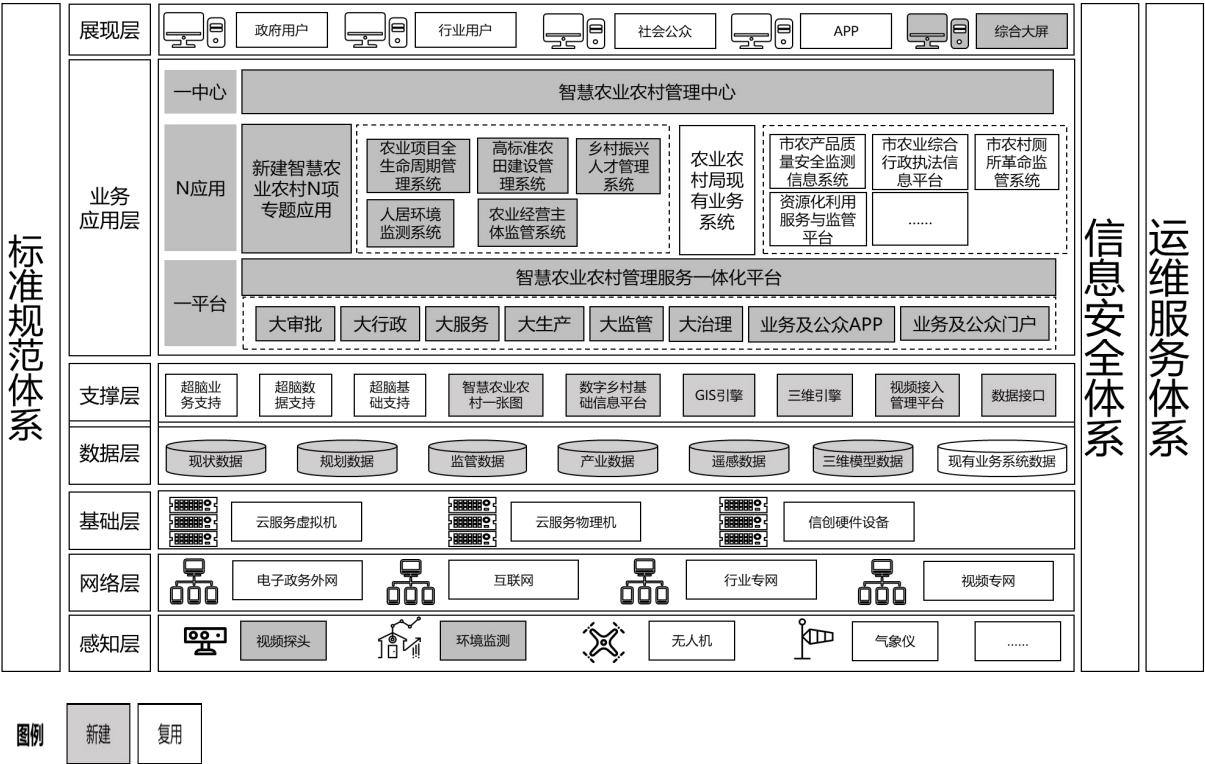 标准规范体系
展现层
政府用户
行业用户
社会公众
APP
综合大屏
业务
应用层
一中心
智慧农业农村管理中心
N应用
新建智慧农
业农村N项
专题应用
农业项目全
生命周期管
理系统
高标准农
田建设管
理系统
乡村振兴
人才管理
系统
人居环境
监测系统
农业经营主
体监管系统
农业农
村局现
有业务
系统
市农产品质
量安全监测
信息系统
市农业综合
行政执法信
息平台
市农村厕
所革命监
管系统
资源化利用
服务与监管
平台
......
一平台
智慧农业农村管理服务一体化平台
大审批
大行政
大服务
大生产
大监管
大治理
业务及公众APP
业务及公众门户
支撑层
超脑业
务支持
超脑数
据支持
超脑基
础支持
智慧农业农
村一张图
数字乡村基
础信息平台
GIS引擎
三维引擎
视频接入
管理平台
数据接口
数据层
现状数据
规划数据
监管数据
产业数据
遥感数据
三维模型数据
现有业务系统数据
基础层
云服务虚拟机
云服务物理机
信创硬件设备
网络层
电子政务外网
互联网
行业专网
视频专网
感知层
视频探头
环境监测
无人机
气象仪
......
信息安全体系
运维服务体系
图例
新建
复用